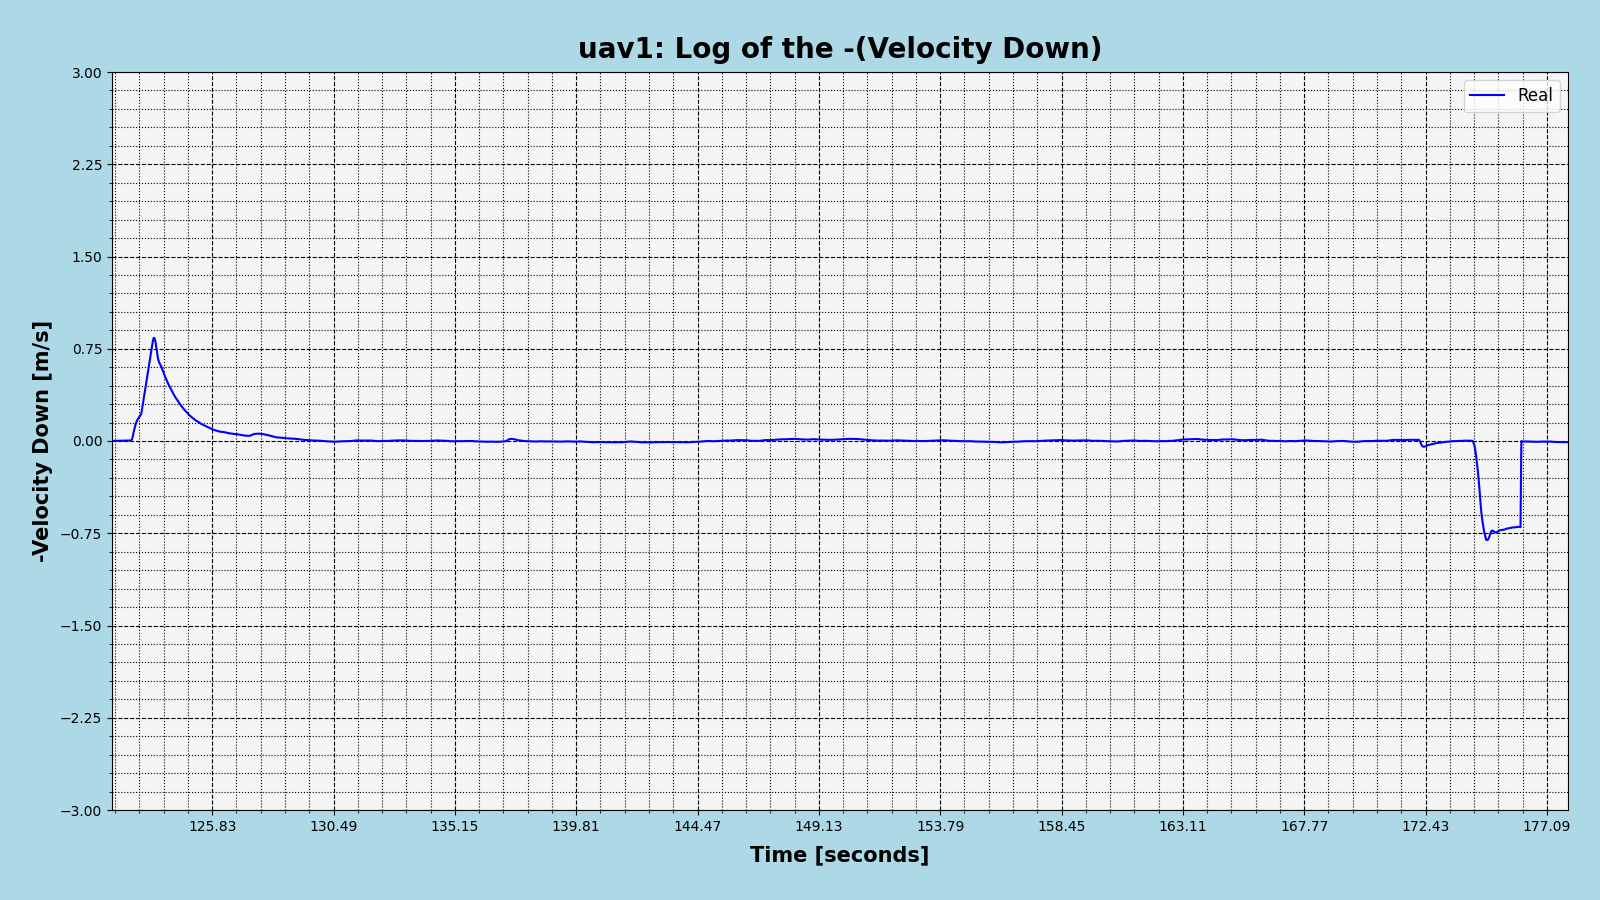 uav1: Log of the -(Velocity Down)
Real
3.00
2.25
1.50
0.75
0.00
−0.75
−1.50
−2.25
−3.00
-Velocity Down [m/s]
125.83 130.49 135.15 139.81 144.47 149.13 153.79 158.45 163.11 167.77 172.43 177.09
Time [seconds]